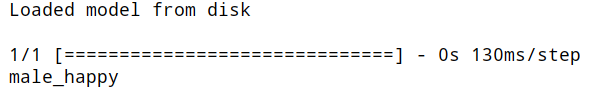 Loaded model from disk
1/1 [==============================] - 0s 130ms/step
male_happy